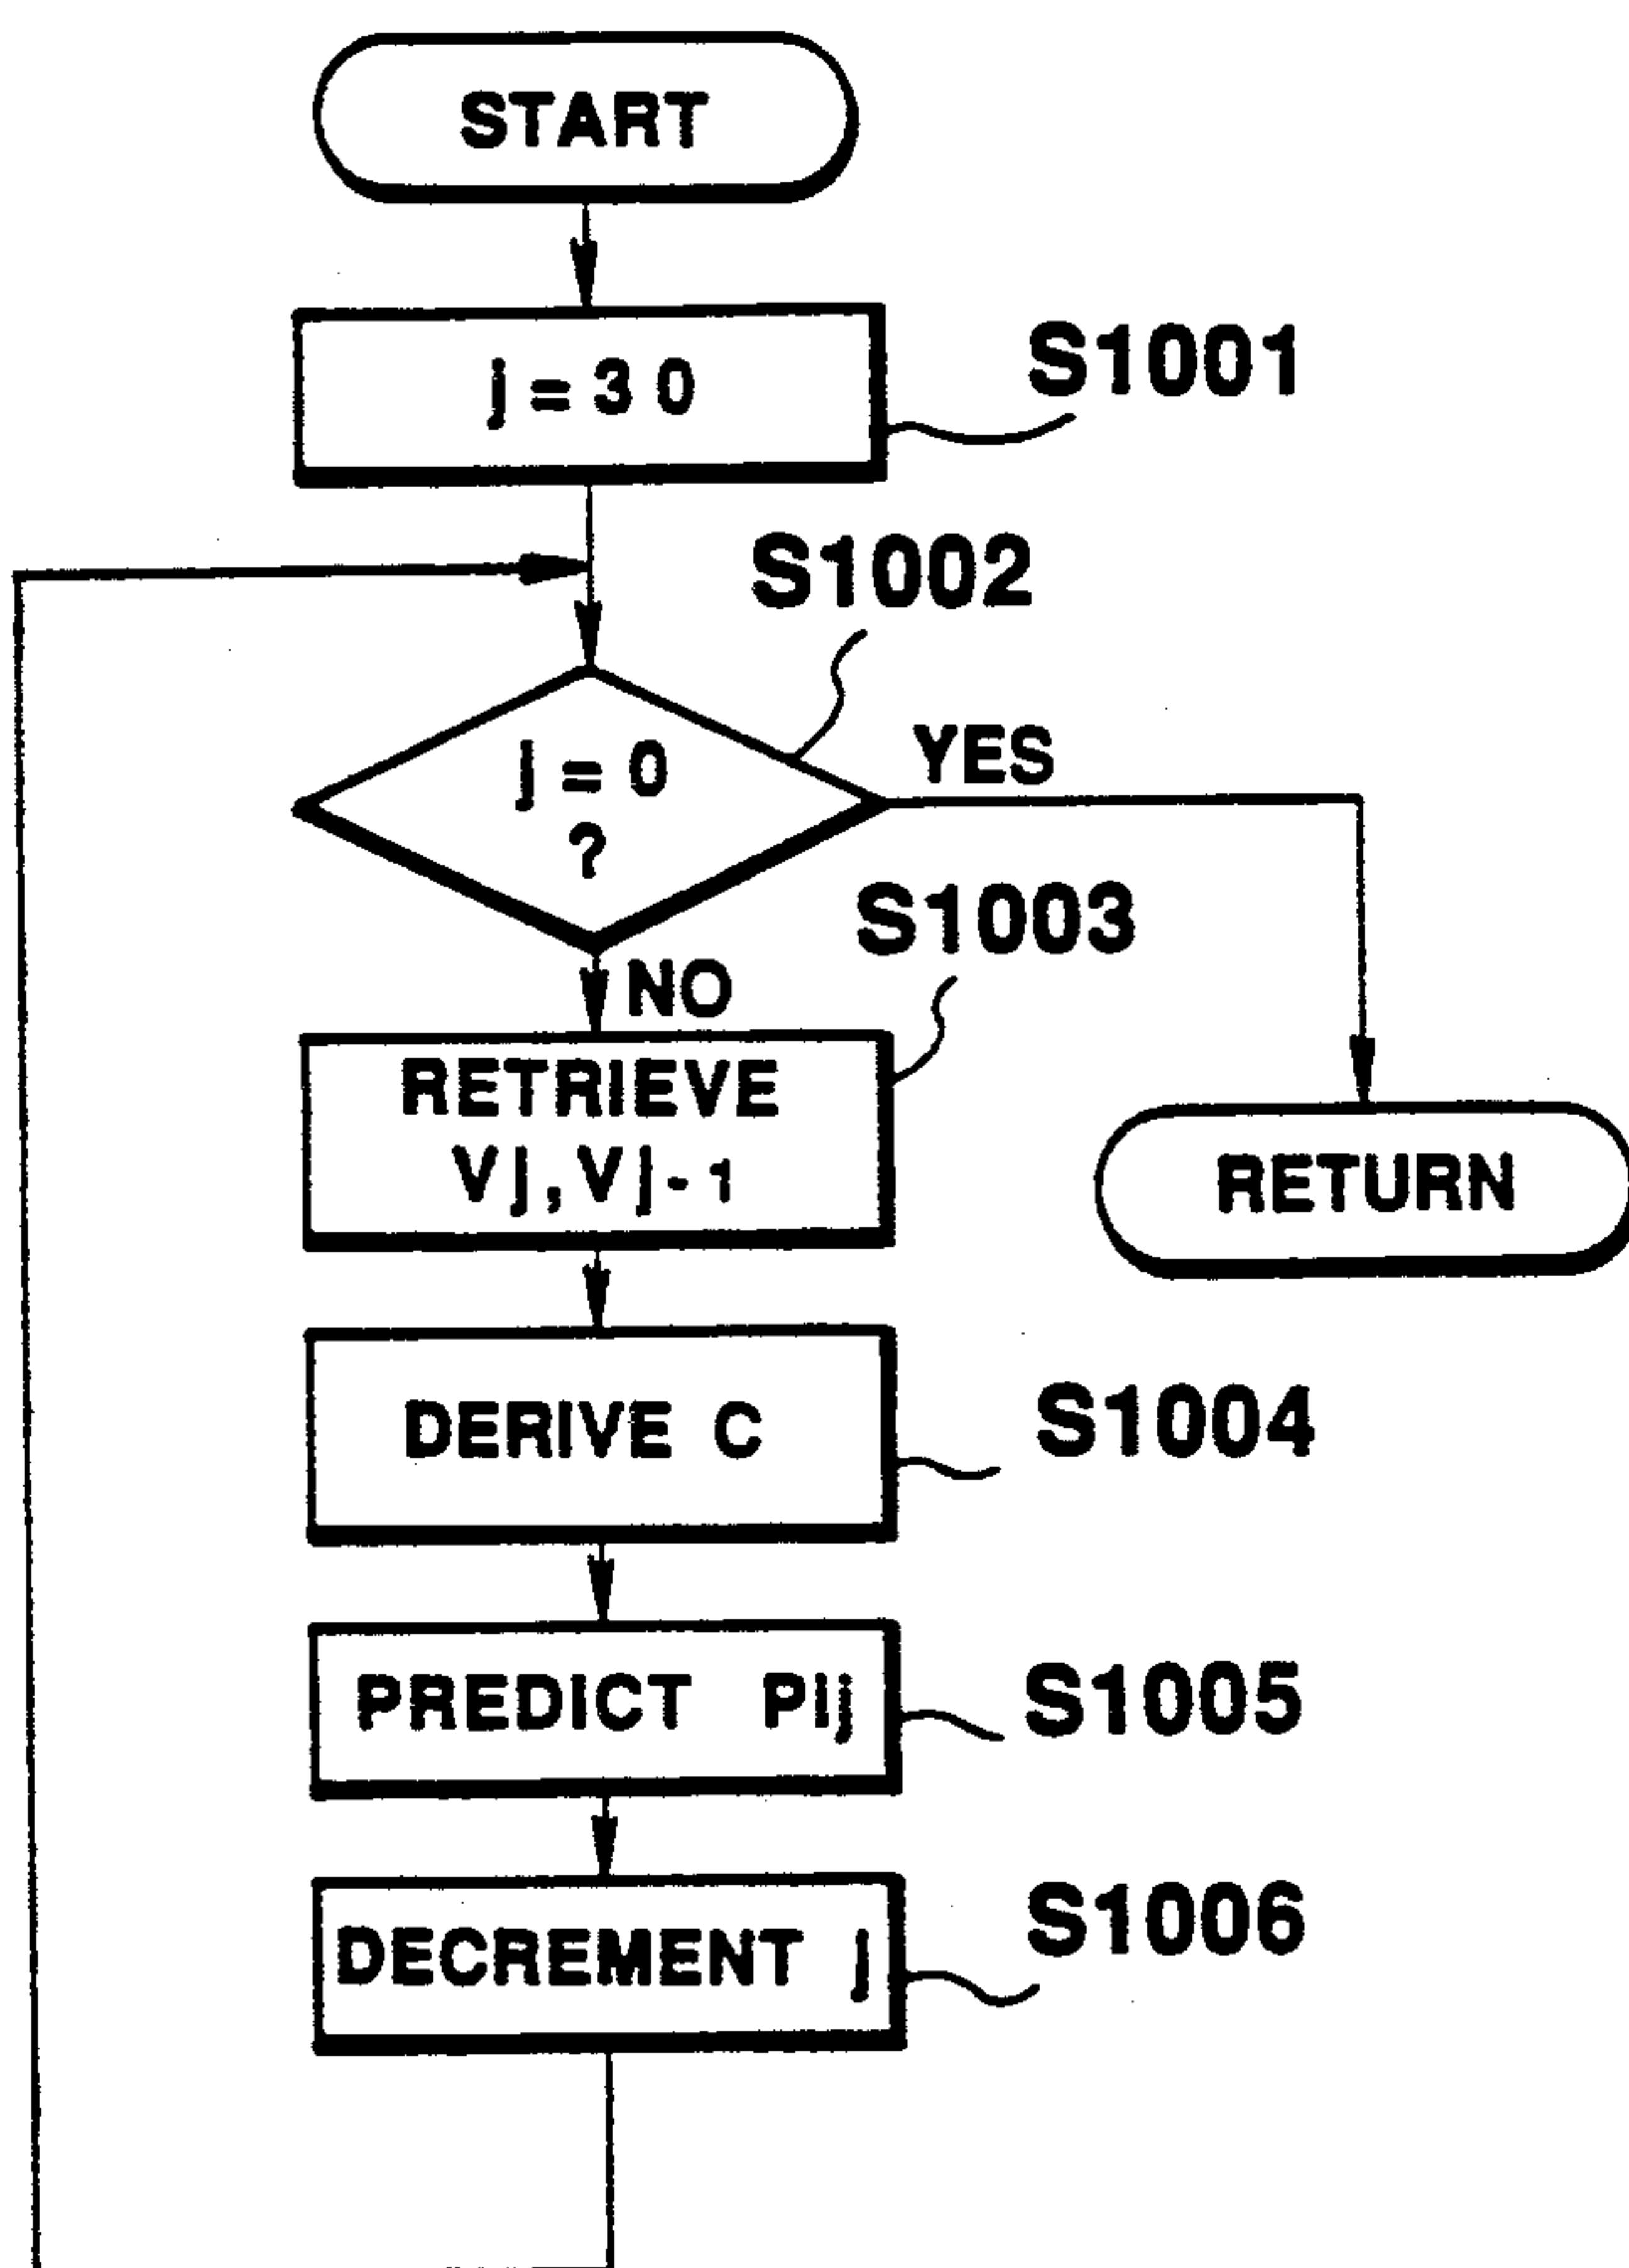 START
j = 30
S1001
S1002
j = 0
?
YES
S1003
NO
RETRIEVE
Vj, Vj-1
RETURN
DERIVE C
S1004
PREDICT Pij
S1005
DECREMENT j
S1006